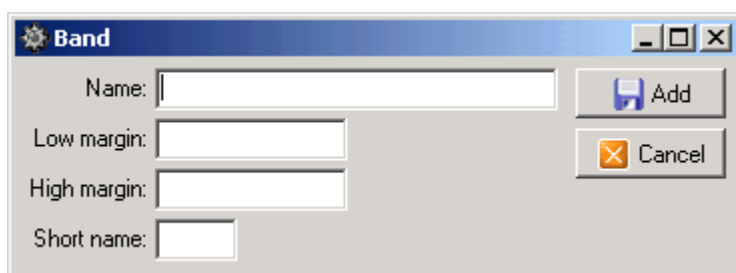 Band
Name:
Add
Low margin:
Cancel
High margin:
Short name: